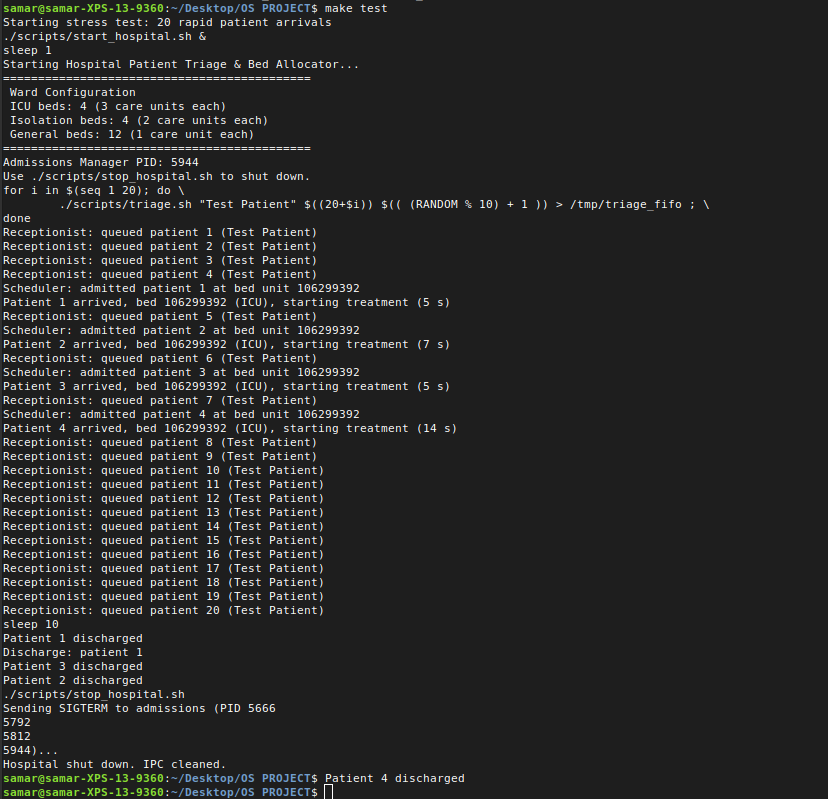 samar@samar-XPS-13-9360:~/Desktop/OS PROJECT$ make test
Starting stress test: 20 rapid patient arrivals
./scripts/start_hospital.sh &
sleep 1
Starting Hospital Patient Triage & Bed Allocator...
============================================
 Ward Configuration
 ICU beds: 4 (3 care units each)
 Isolation beds: 4 (2 care units each)
 General beds: 12 (1 care unit each)
============================================
Admissions Manager PID: 5944
Use ./scripts/stop_hospital.sh to shut down.
for i in $(seq 1 20); do \
        ./scripts/triage.sh "Test Patient" $((20+$i)) $(( (RANDOM % 10) + 1 )) > /tmp/triage_fifo ; \
done
Receptionist: queued patient 1 (Test Patient)
Receptionist: queued patient 2 (Test Patient)
Receptionist: queued patient 3 (Test Patient)
Receptionist: queued patient 4 (Test Patient)
Scheduler: admitted patient 1 at bed unit 106299392
Patient 1 arrived, bed 106299392 (ICU), starting treatment (5 s)
Receptionist: queued patient 5 (Test Patient)
Scheduler: admitted patient 2 at bed unit 106299392
Patient 2 arrived, bed 106299392 (ICU), starting treatment (7 s)
Receptionist: queued patient 6 (Test Patient)
Scheduler: admitted patient 3 at bed unit 106299392
Patient 3 arrived, bed 106299392 (ICU), starting treatment (5 s)
Receptionist: queued patient 7 (Test Patient)
Scheduler: admitted patient 4 at bed unit 106299392
Patient 4 arrived, bed 106299392 (ICU), starting treatment (14 s)
Receptionist: queued patient 8 (Test Patient)
Receptionist: queued patient 9 (Test Patient)
Receptionist: queued patient 10 (Test Patient)
Receptionist: queued patient 11 (Test Patient)
Receptionist: queued patient 12 (Test Patient)
Receptionist: queued patient 13 (Test Patient)
Receptionist: queued patient 14 (Test Patient)
Receptionist: queued patient 15 (Test Patient)
Receptionist: queued patient 16 (Test Patient)
Receptionist: queued patient 17 (Test Patient)
Receptionist: queued patient 18 (Test Patient)
Receptionist: queued patient 19 (Test Patient)
Receptionist: queued patient 20 (Test Patient)
sleep 10
Patient 1 discharged
Discharge: patient 1
Patient 3 discharged
Patient 2 discharged
./scripts/stop_hospital.sh
Sending SIGTERM to admissions (PID 5666
5792
5812
5944)...
Hospital shut down. IPC cleaned.
samar@samar-XPS-13-9360:~/Desktop/OS PROJECT$ Patient 4 discharged
samar@samar-XPS-13-9360:~/Desktop/OS PROJECT$